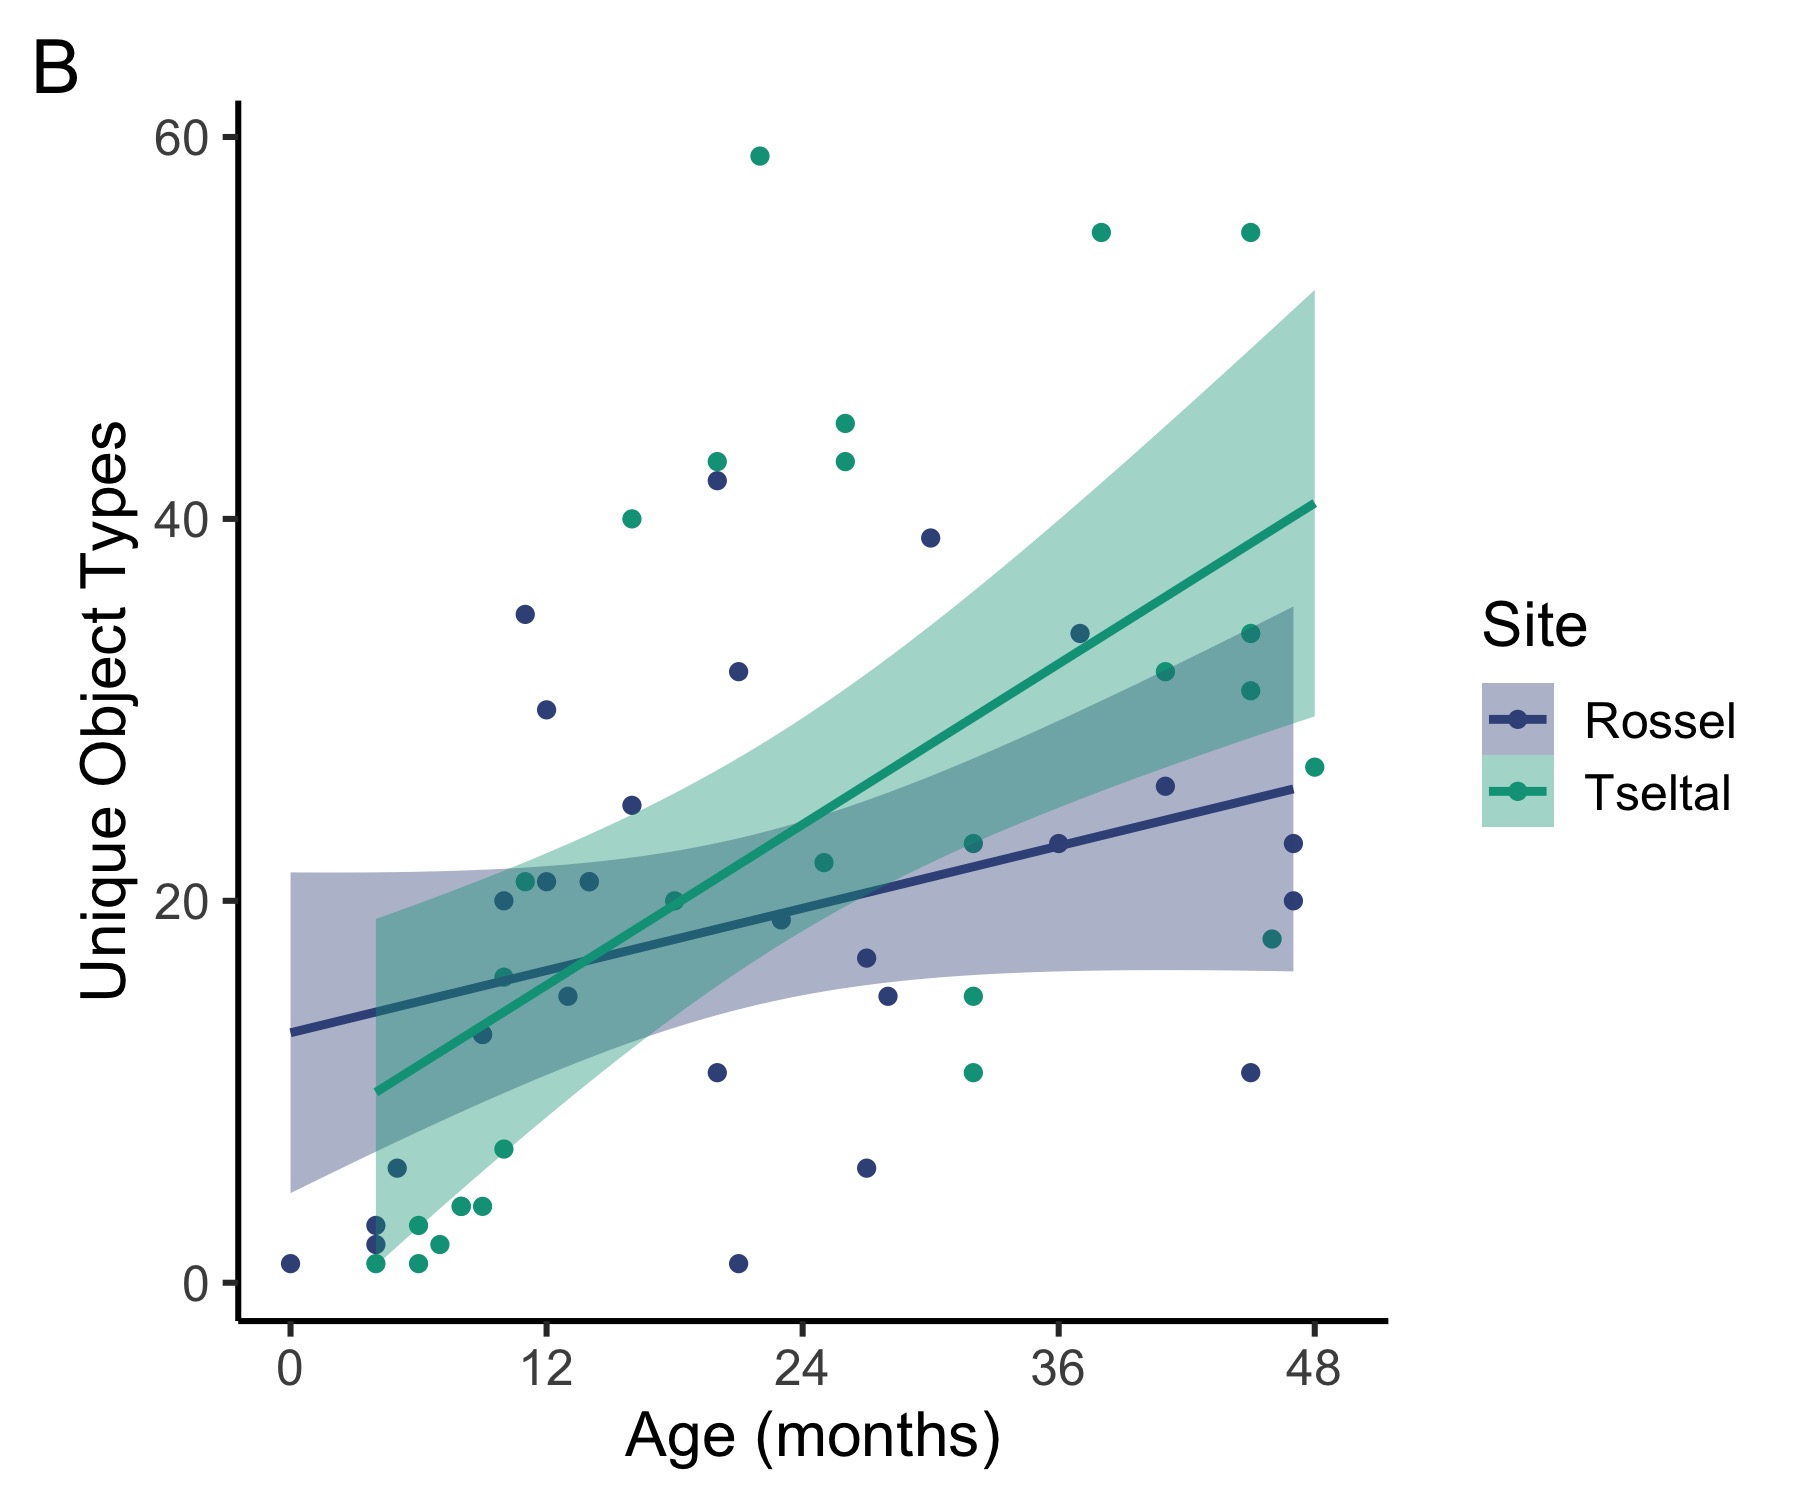 B
60
40
20
0
Unique Object Types
0 12 24 36 48
Age (months)
Site
Rossel
Tseltal